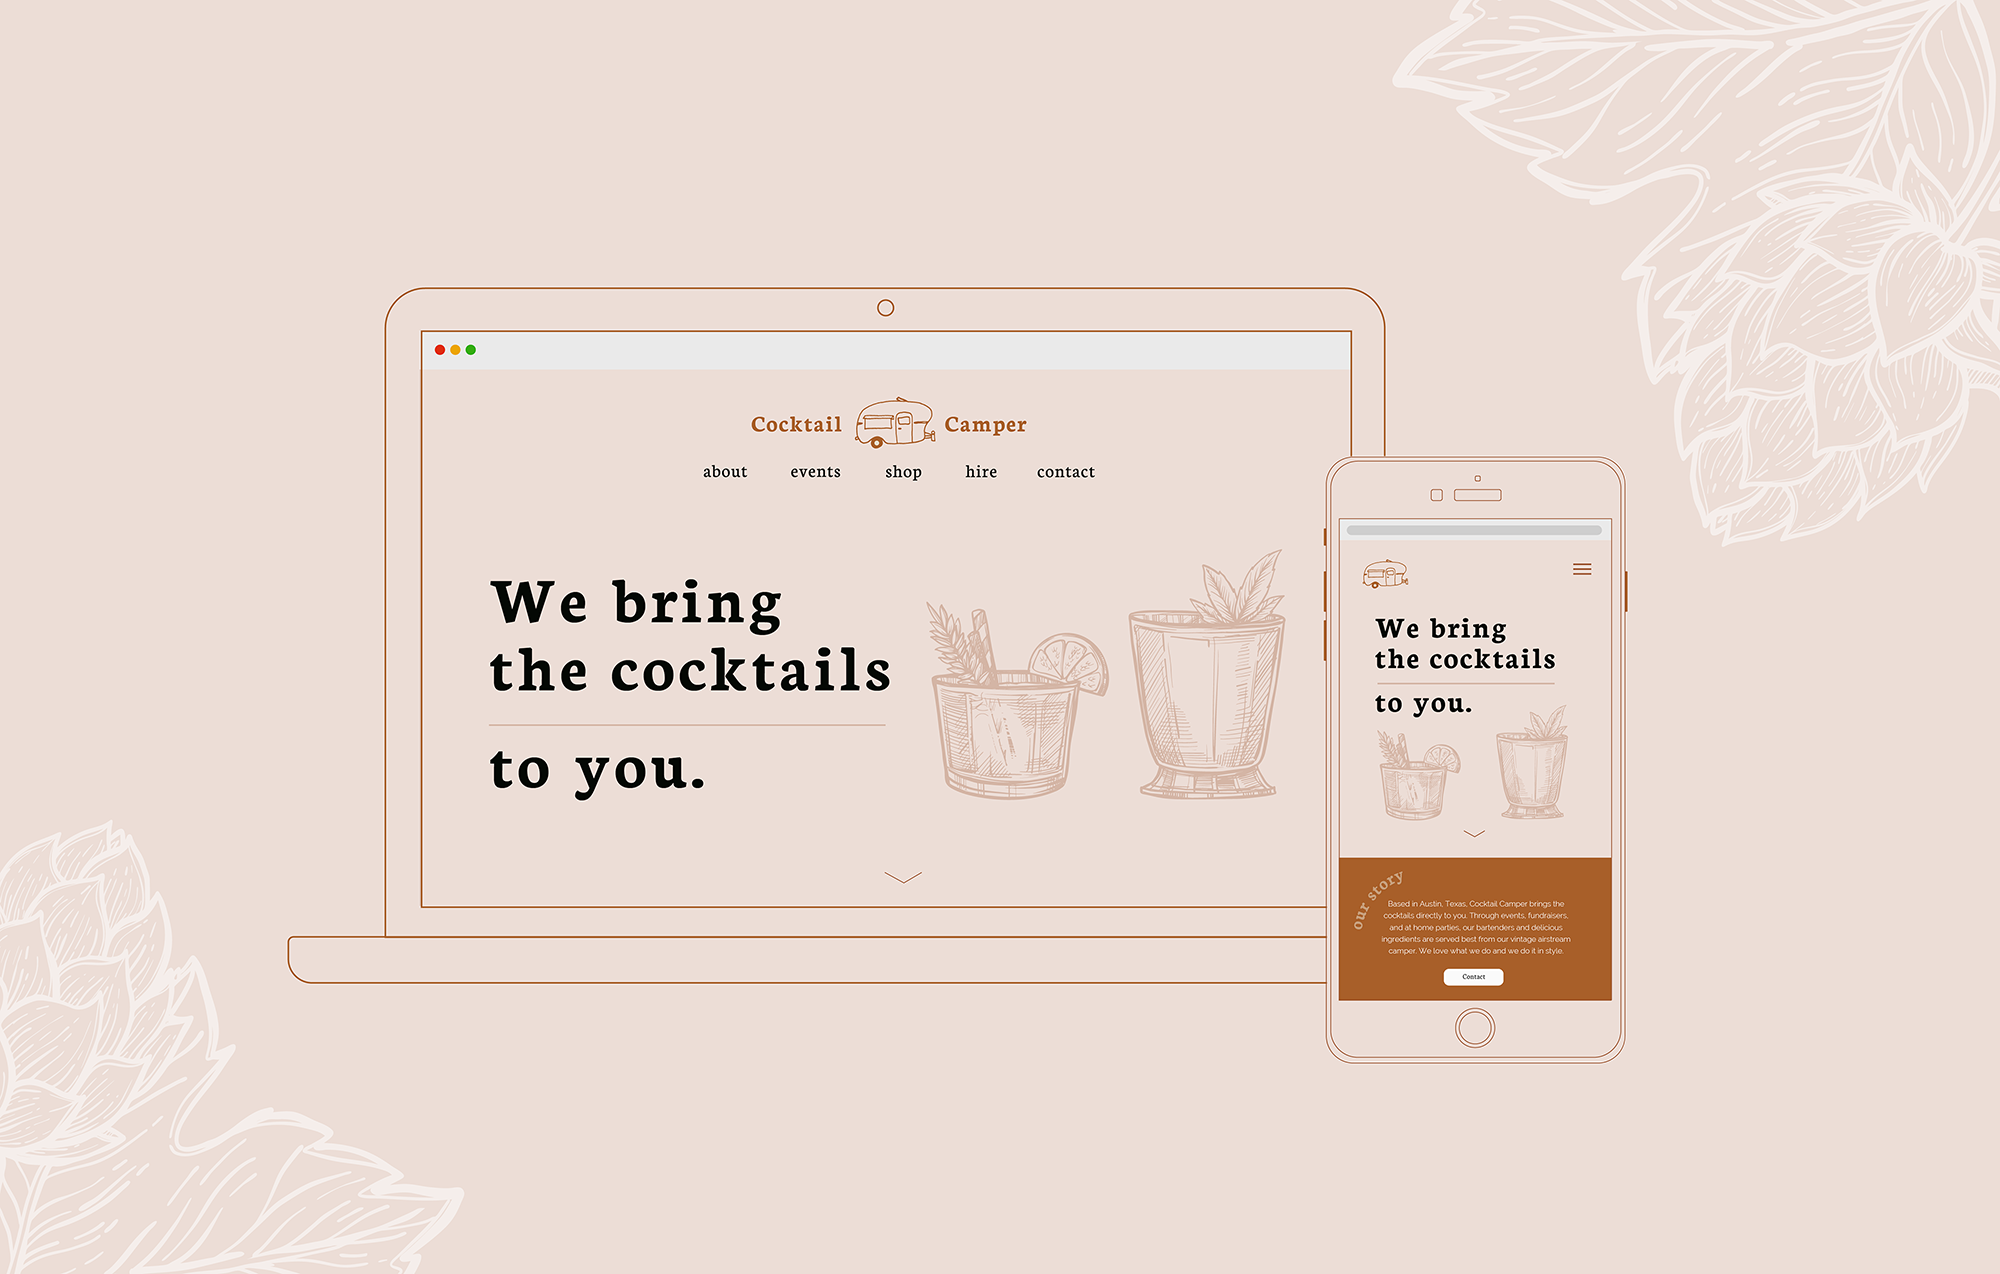 Cocktail Camper
about events shop hire contact
We bring
the cocktails
to you.
We bring
the cocktails
to you.
our story
Based in Austin, Texas, Cocktail Camper brings the
cocktails directly to you. Through events, fundraisers,
and at home parties, our bartenders and delicious
ingredients are served best from our vintage airstream
camper. We love what we do and we do it in style.
Contact